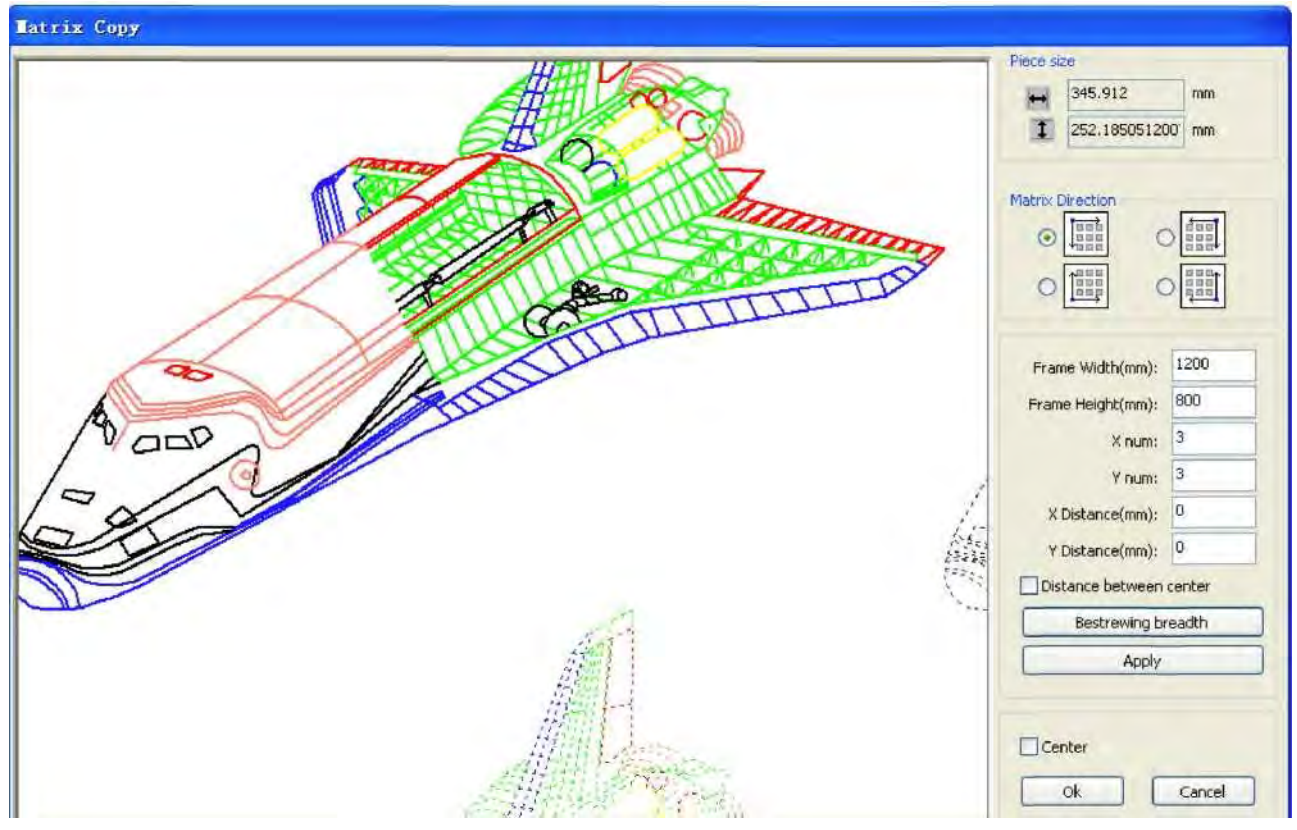 Matrix Copy
Piece size
345.912 mm
252.185051200 mm
Matrix Direction
Frame Width(mm): 1200
Frame Height(mm): 800
X num: 3
Y num: 3
X Distance(mm): 0
Y Distance(mm): 0
Distance between center
Bestrewing breadth
Apply
Center
Ok Cancel